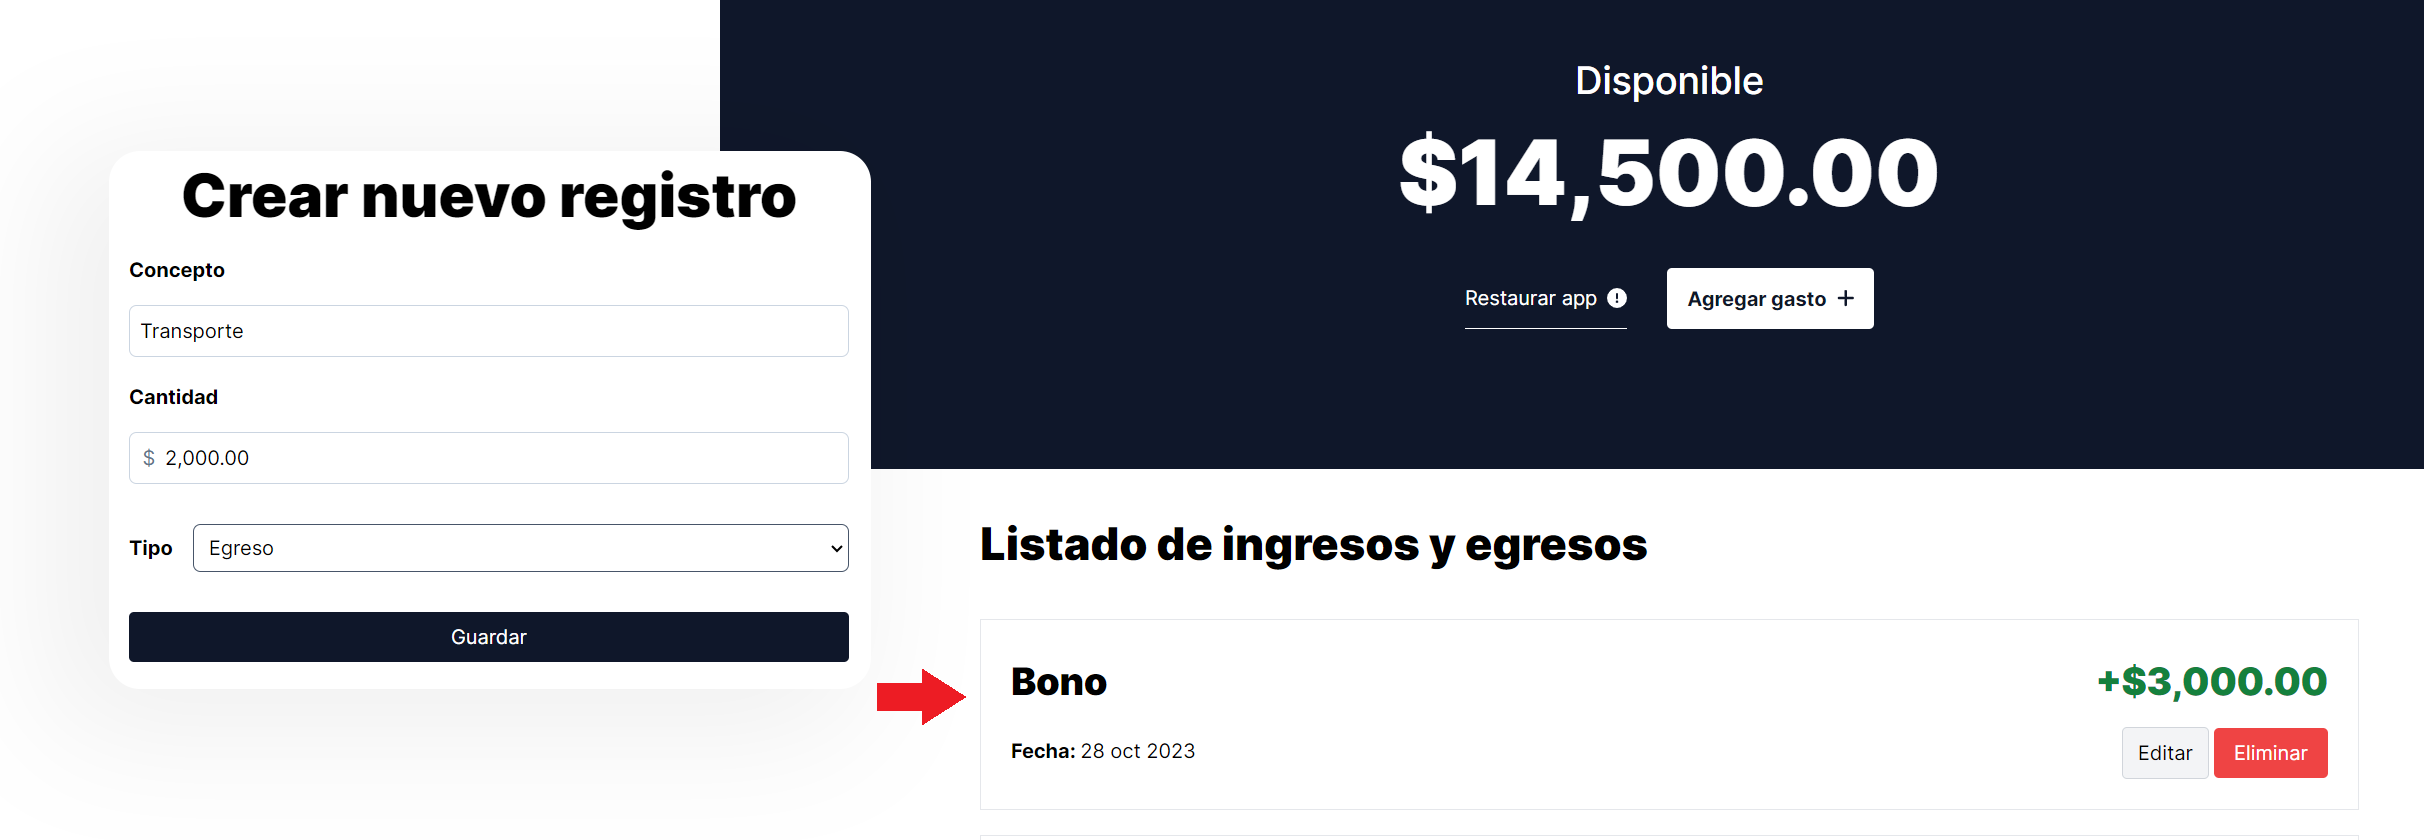 Crear nuevo registro
Concepto
Transporte
Cantidad
$ 2,000.00
Tipo Egreso
Guardar
Disponible
$14,500.00
Restaurar app
Agregar gasto +
Listado de ingresos y egresos
Bono +$3,000.00
Fecha: 28 oct 2023 Editar Eliminar